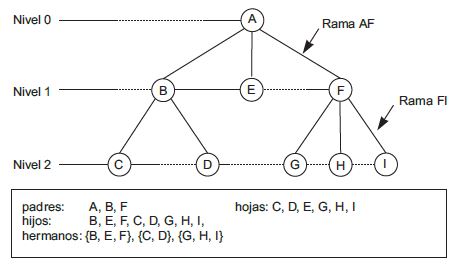 Nivel 0 A
Rama AF
Nivel 1 B E F
Rama FI
Nivel 2 C D G H I
padres: A, B, F hojas: C, D, E, G, H, I
hijos: B, E, F, C, D, G, H, I,
hermanos: {B, E, F}, {C, D}, {G, H, I}